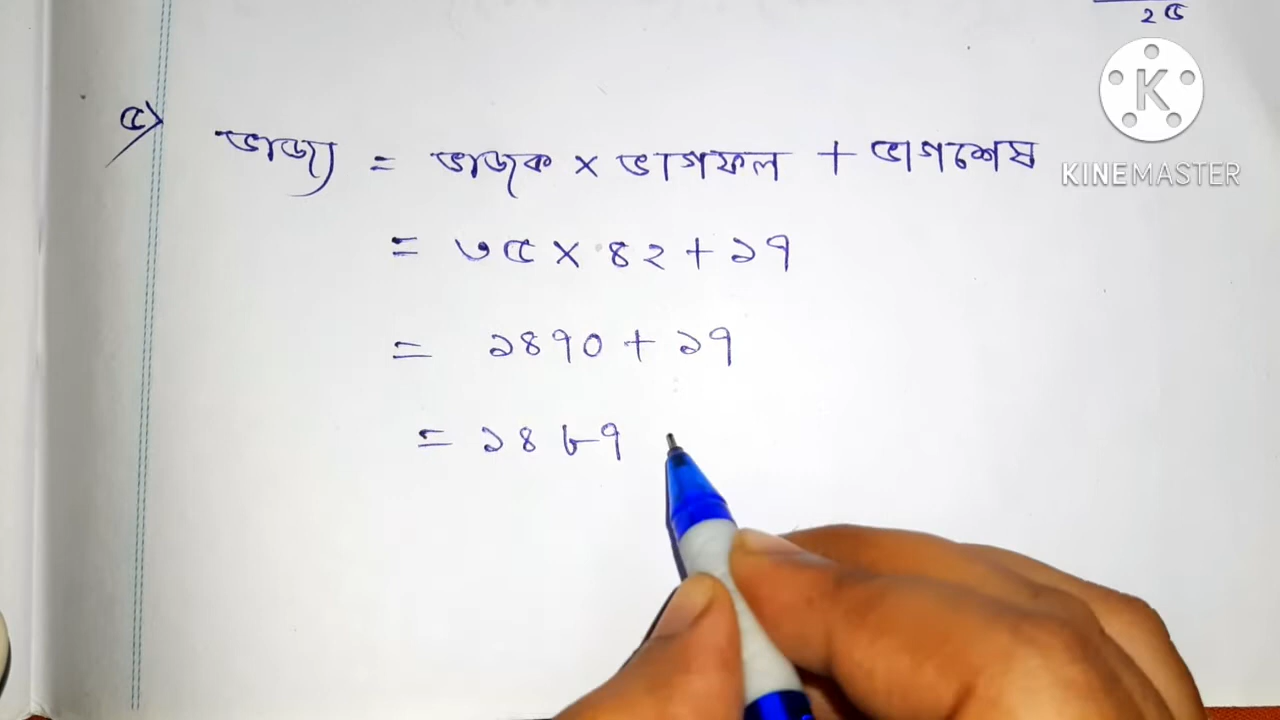 ২৫
৫)
ভাজ্য = ভাজক × ভাগফল + ভাগশেষ
= ৩৫ × ৪২ + ১৭
= ১৪৭০ + ১৭
= ১৪৮৭
KINEMASTER